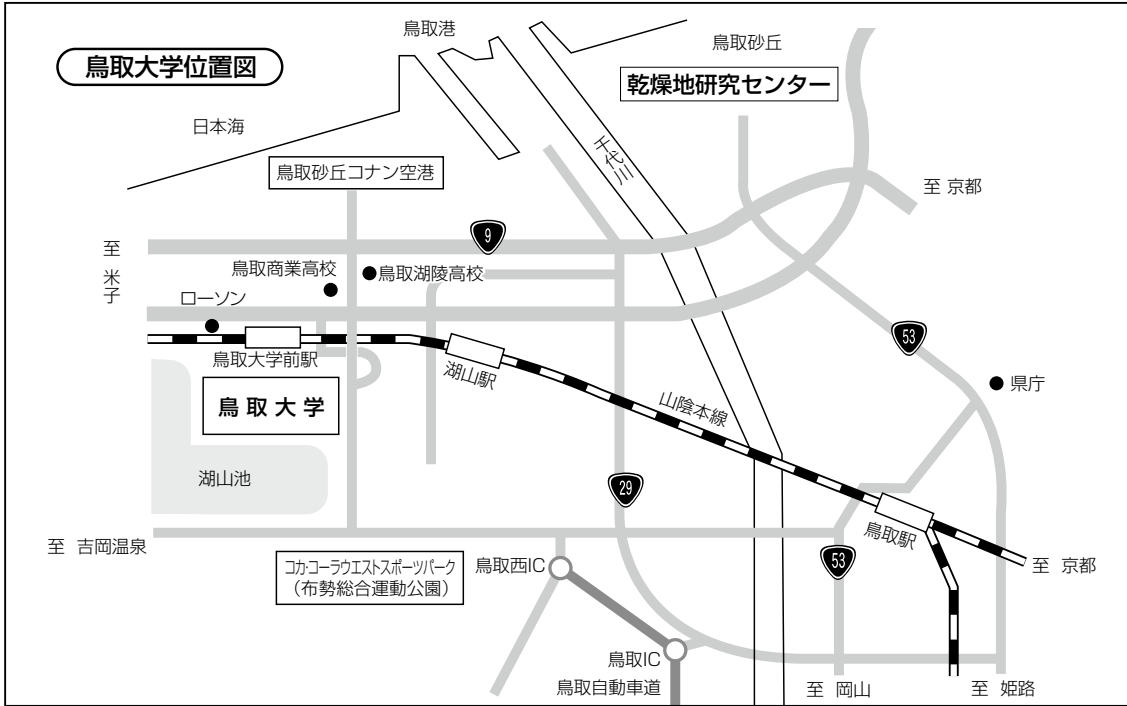 鳥取大学位置図
鳥取港
鳥取砂丘
乾燥地研究センター
日本海
千代川
鳥取砂丘コナン空港
至 京都
至 米子
9
鳥取商業高校
鳥取湖陵高校
ローソン
鳥取大学前駅
湖山駅
53
県庁
鳥取大学
山陰本線
湖山池
29
鳥取駅
至 吉岡温泉
コカ・コーラウエストスポーツパーク
（布勢総合運動公園）
鳥取西IC
53
至 京都
鳥取IC
鳥取自動車道
至 岡山
至 姫路